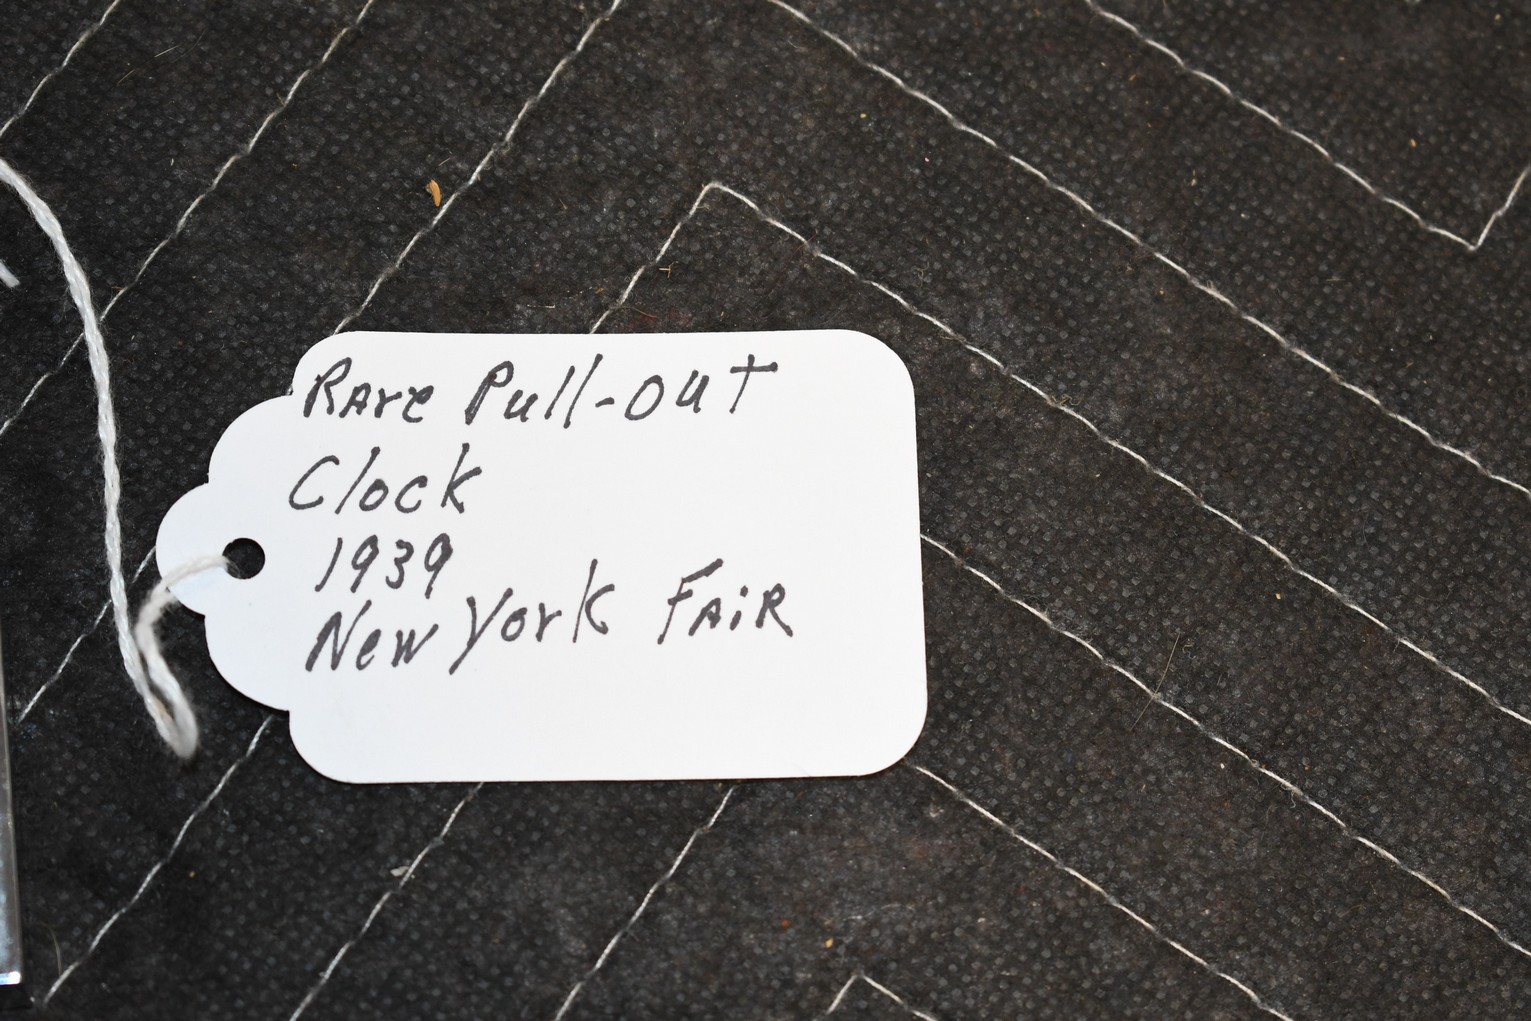 Rare Pull-out
Clock
1939
New York Fair